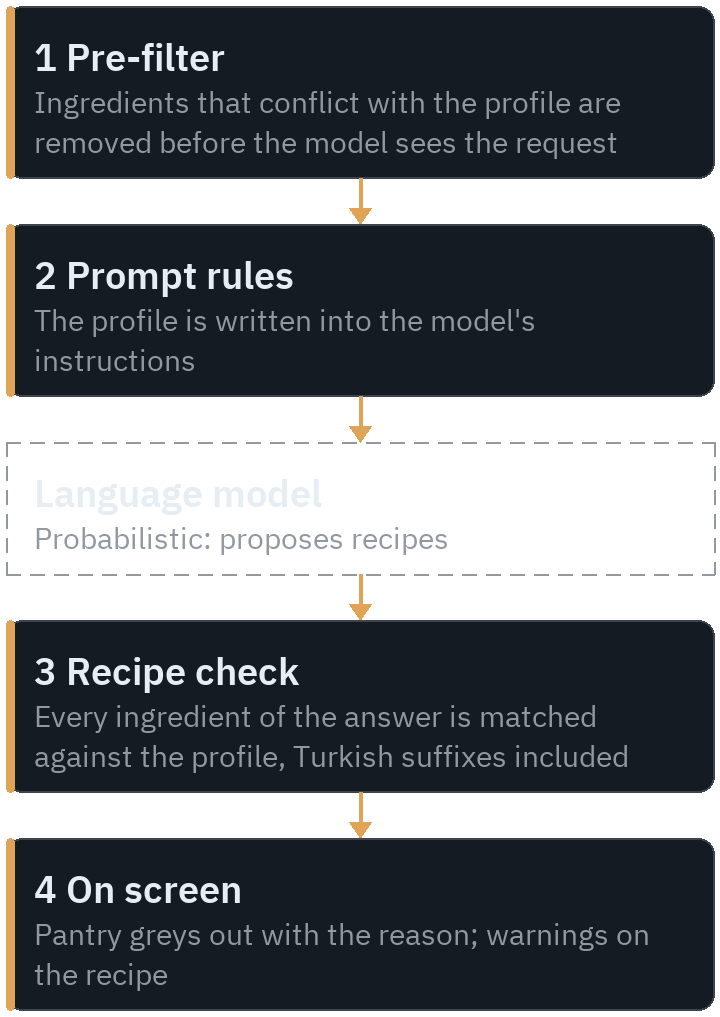 1 Pre-filter
Ingredients that conflict with the profile are
removed before the model sees the request
2 Prompt rules
The profile is written into the model's
instructions
Language model
Probabilistic: proposes recipes
3 Recipe check
Every ingredient of the answer is matched
against the profile, Turkish suffixes included
4 On screen
Pantry greys out with the reason; warnings on
the recipe